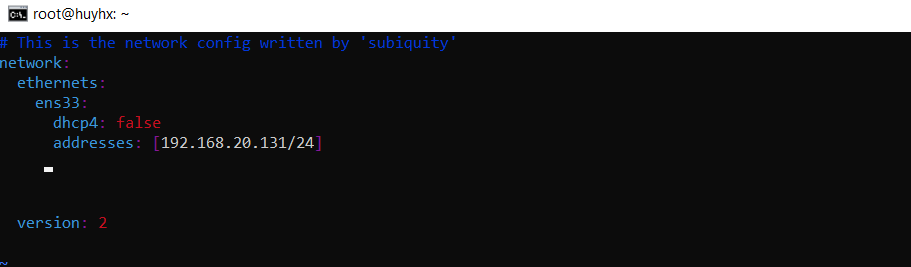 root@huyhx: ~
# This is the network config written by 'subiquity'
network:
  ethernets:
    ens33:
      dhcp4: false
      addresses: [192.168.20.131/24]
  version: 2
~